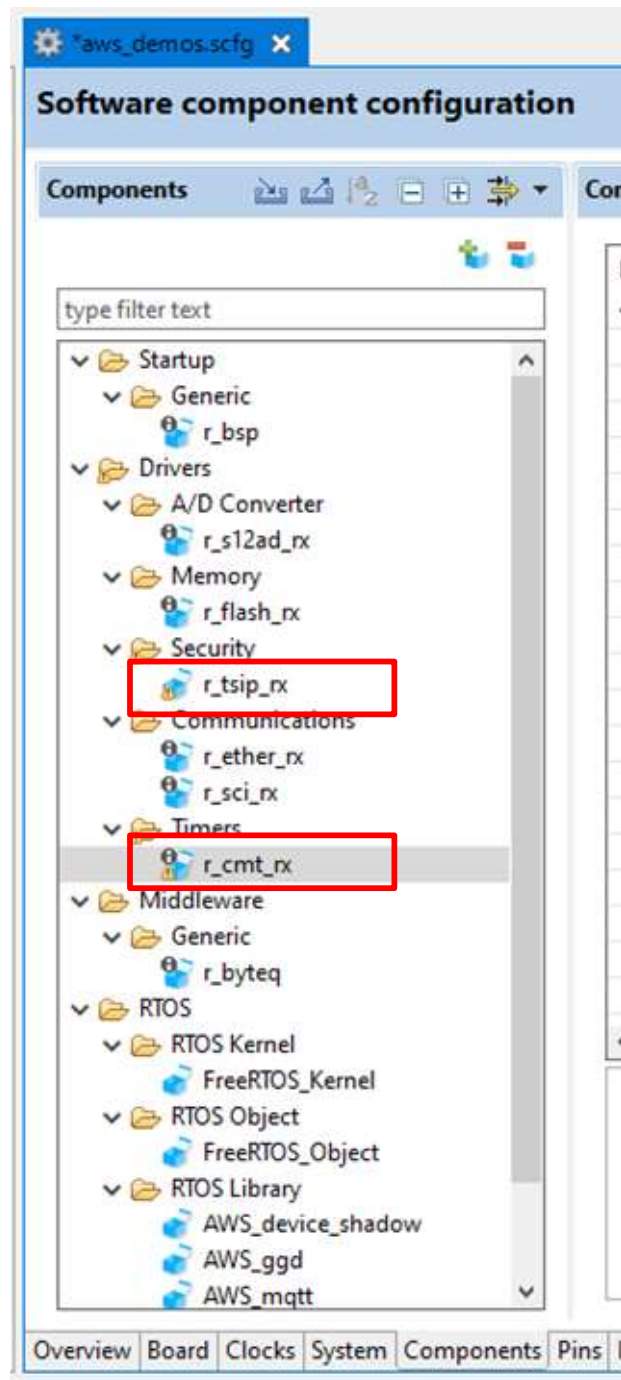 *aws_demos.scfg
Software component configuration
Components
type filter text
Startup
Generic
r_bsp
Drivers
A/D Converter
r_s12ad_rx
Memory
r_flash_rx
Security
r_tsip_rx
Communications
r_ether_rx
r_sci_rx
Timers
r_cmt_rx
Middleware
Generic
r_byteq
RTOS
RTOS Kernel
FreeRTOS_Kernel
RTOS Object
FreeRTOS_Object
RTOS Library
AWS_device_shadow
AWS_ggd
AWS_mqtt
Overview Board Clocks System Components Pins